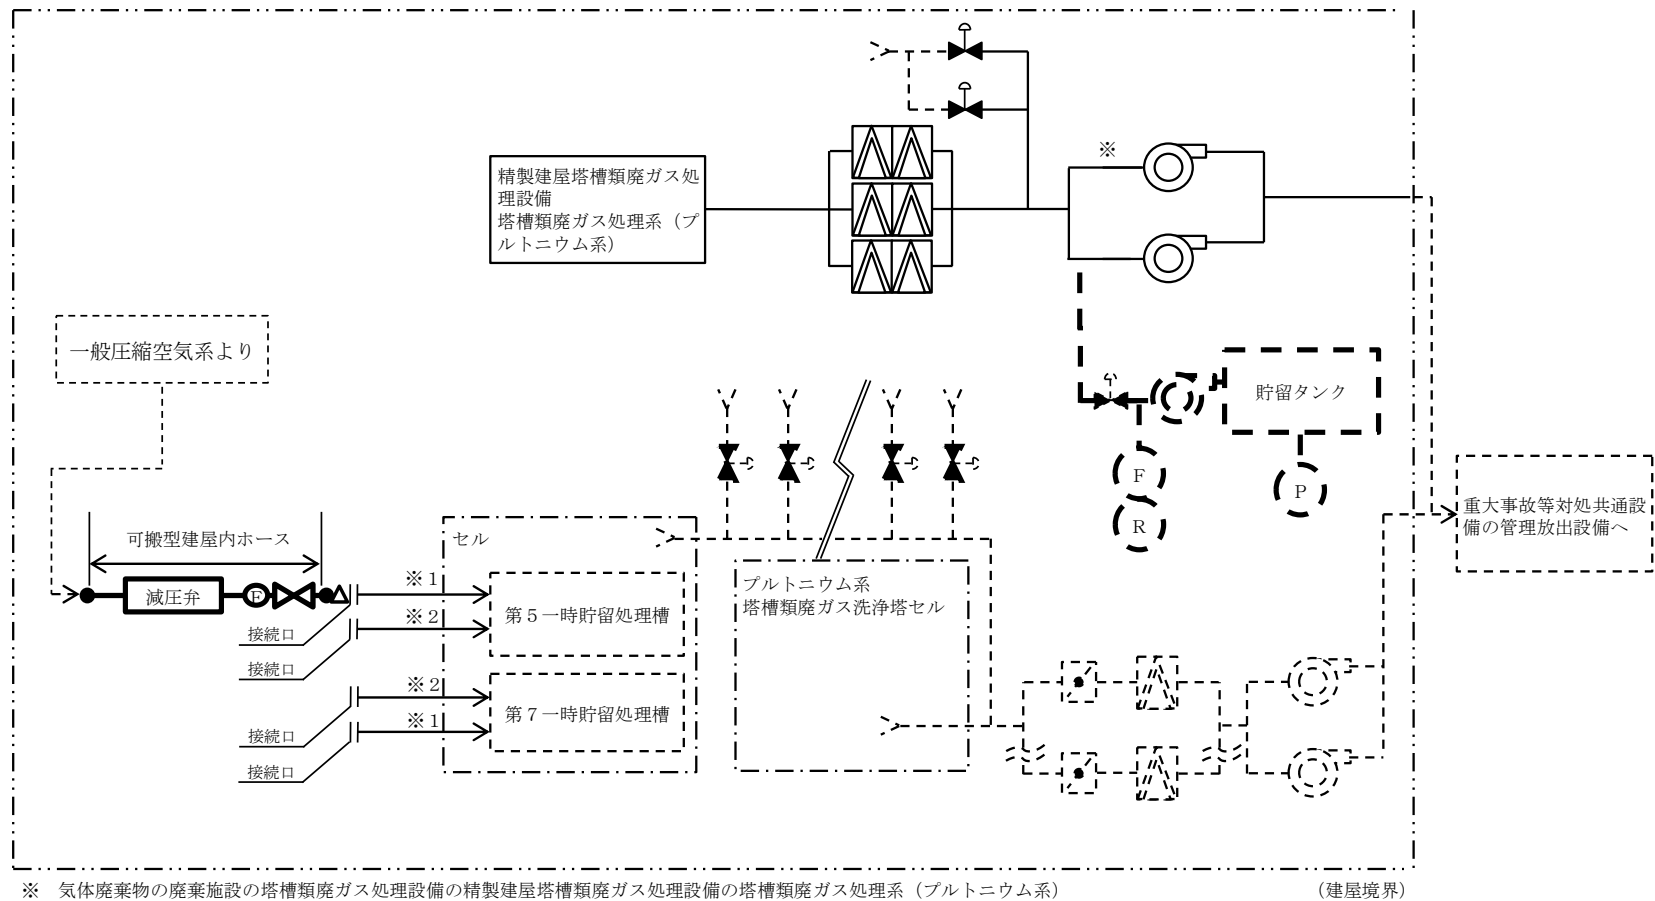 ※
精製建屋塔槽類廃ガス処
理設備
塔槽類廃ガス処理系（プ
ルトニウム系）
一般圧縮空気系より
貯留タンク
F
P
R
重大事故等対処共通設
備の管理放出設備へ
可搬型建屋内ホース
セル
減圧弁
F
※１
※２
第５一時貯留処理槽
プルトニウム系
塔槽類廃ガス洗浄塔セル
接続口
接続口
※２
※１
第７一時貯留処理槽
接続口
接続口
※　気体廃棄物の廃棄施設の塔槽類廃ガス処理設備の精製建屋塔槽類廃ガス処理設備の塔槽類廃ガス処理系（プルトニウム系）
（建屋境界）